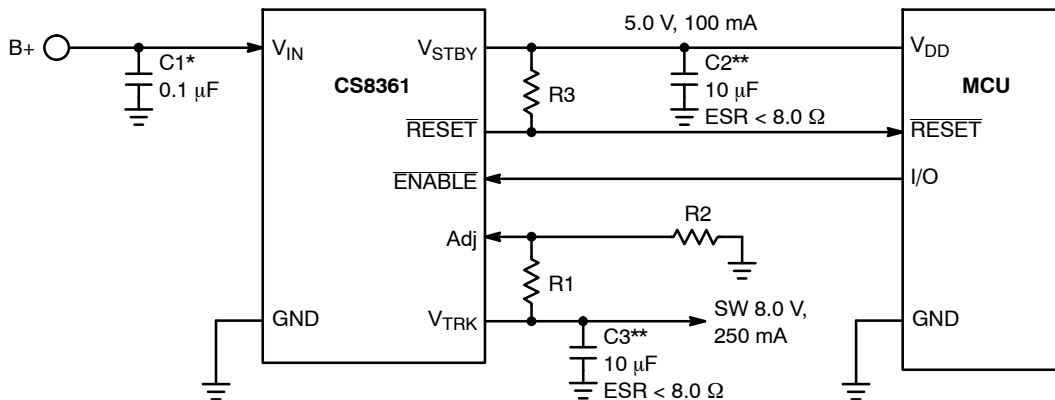 B+
C1*
0.1 μF
V_IN
CS8361
V_STBY
RESET
ENABLE
Adj
V_TRK
GND
5.0 V, 100 mA
R3
C2**
10 μF
ESR < 8.0 Ω
R2
R1
SW 8.0 V,
250 mA
C3**
10 μF
ESR < 8.0 Ω
V_DD
MCU
RESET
I/O
GND